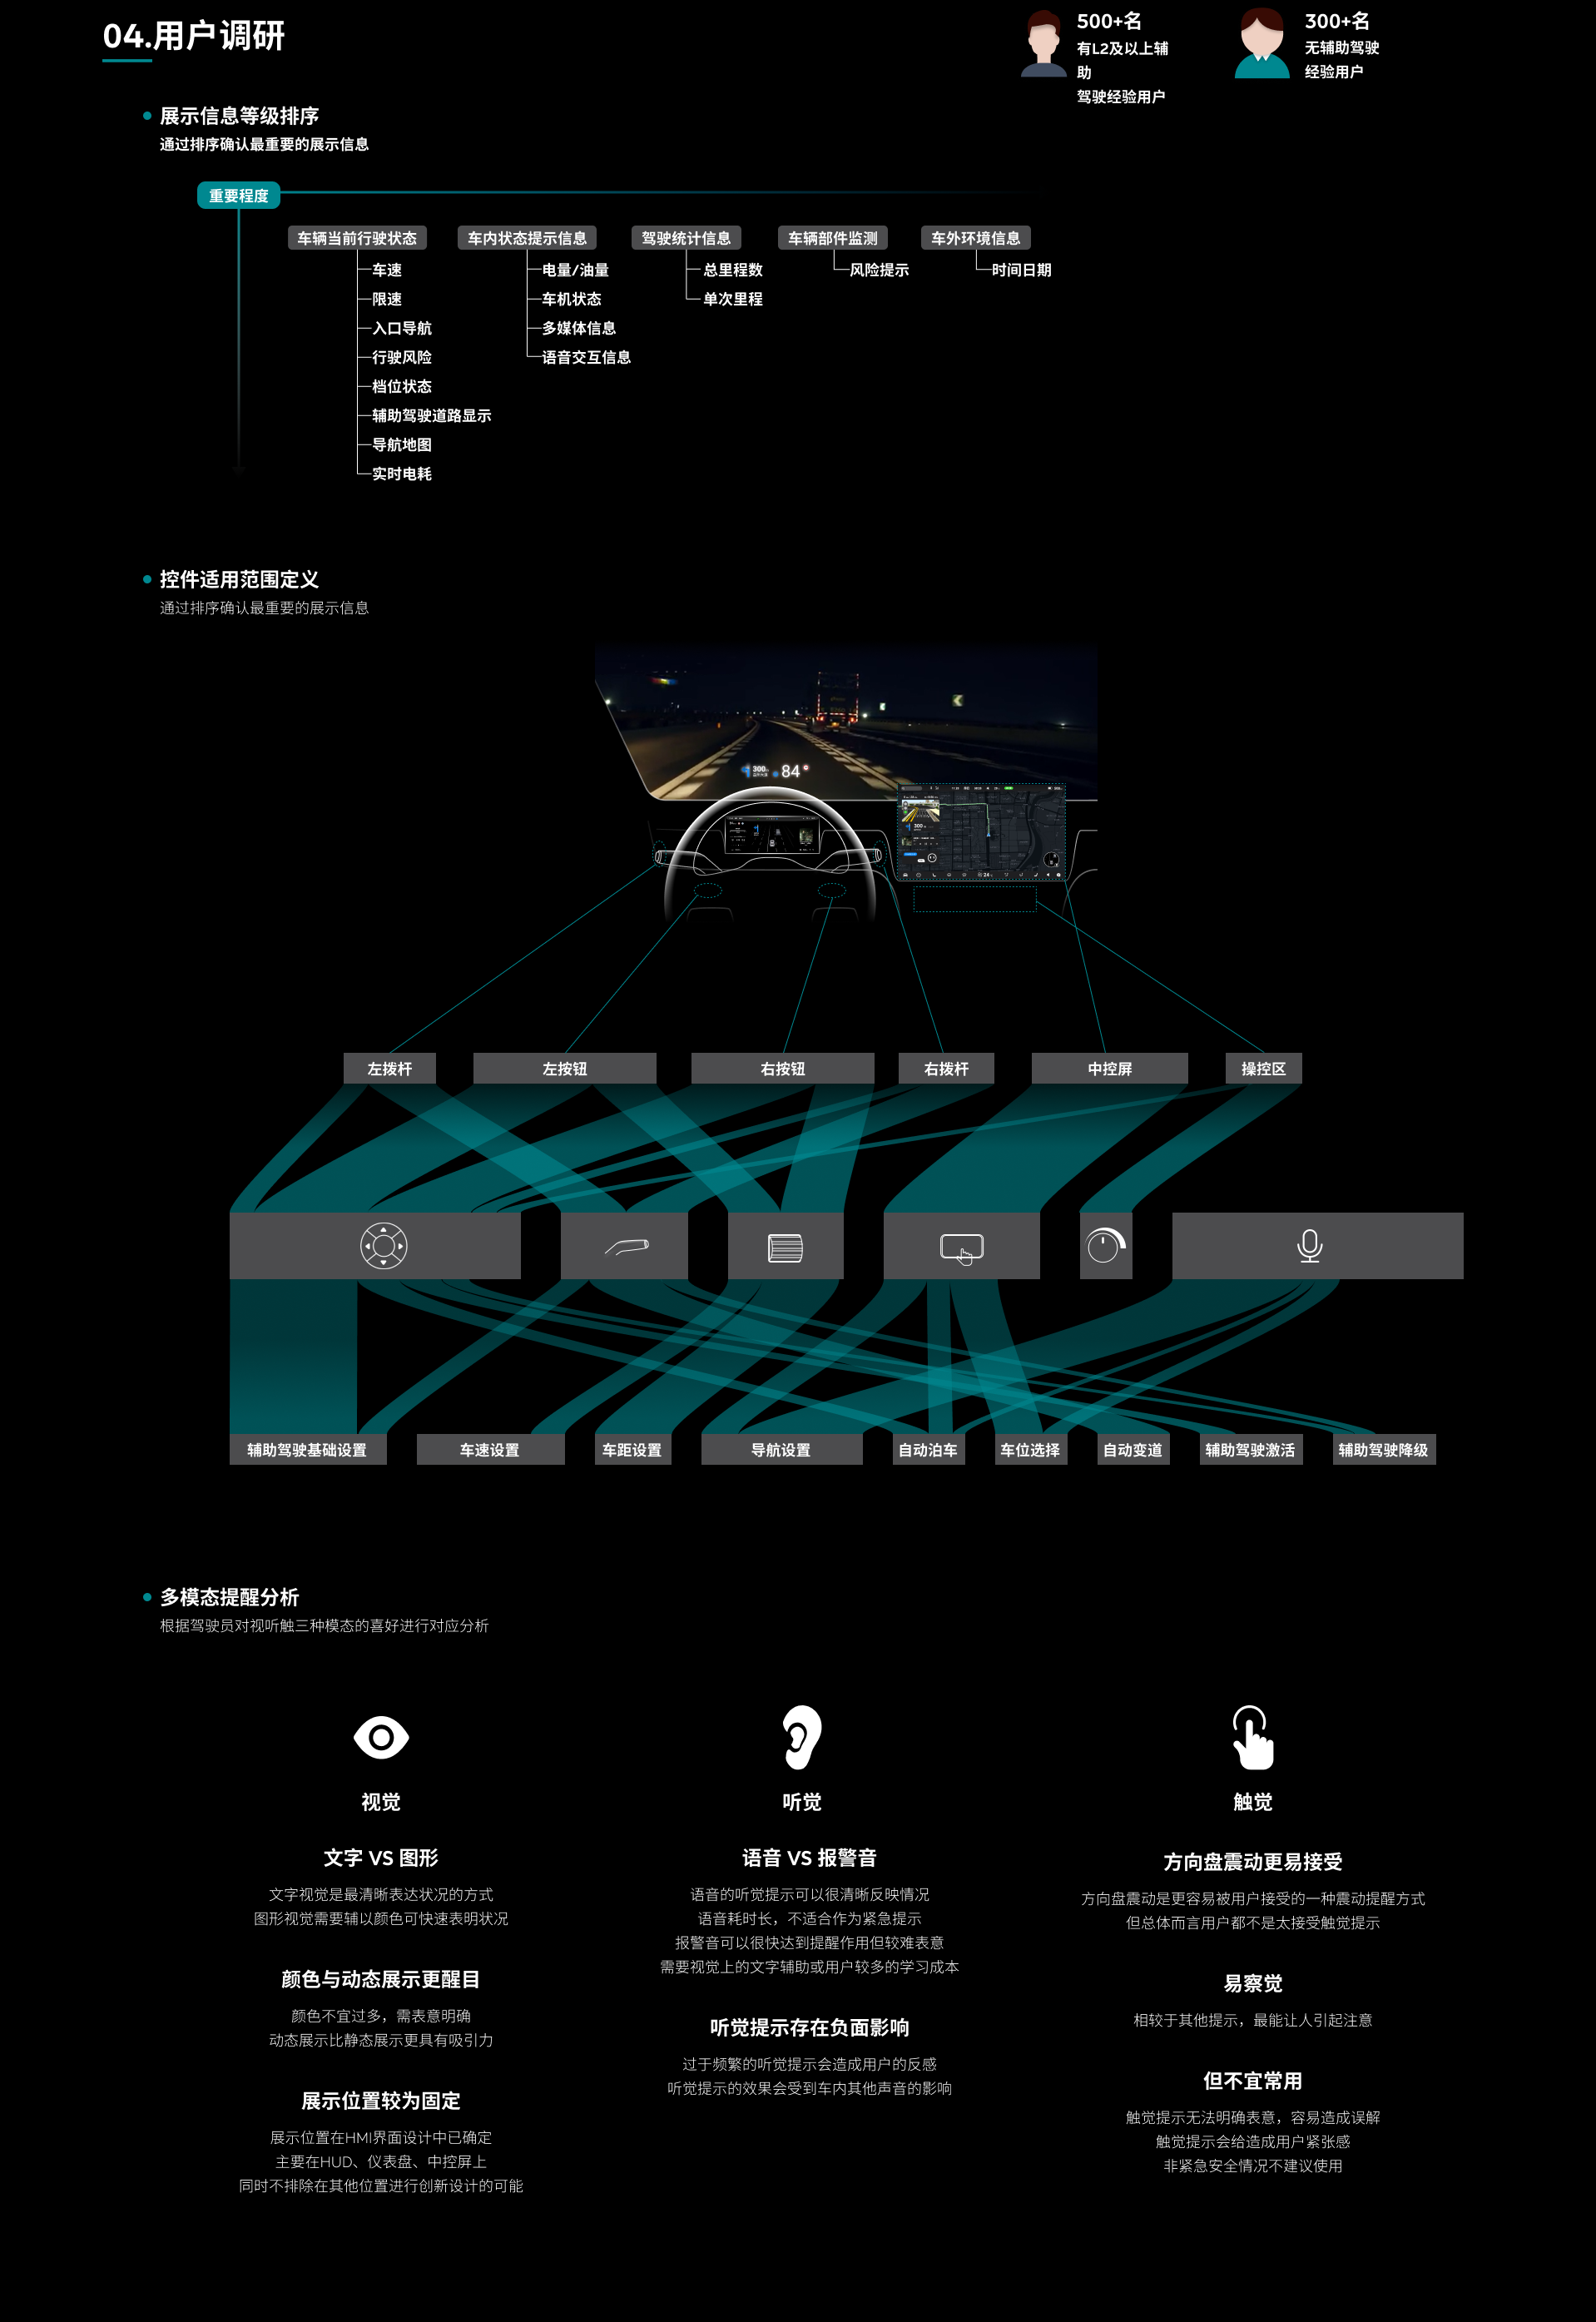 04.用户调研
500+名
有L2及以上辅
助
驾驶经验用户
300+名
无辅助驾驶
经验用户
展示信息等级排序
通过排序确认最重要的展示信息
重要程度
车辆当前行驶状态
车速
限速
入口导航
行驶风险
档位状态
辅助驾驶道路显示
导航地图
实时电耗
车内状态提示信息
电量/油量
车机状态
多媒体信息
语音交互信息
驾驶统计信息
总里程数
单次里程
车辆部件监测
风险提示
车外环境信息
时间日期
控件适用范围定义
通过排序确认最重要的展示信息
300
84
300
24
左拨杆
左按钮
右按钮
右拨杆
中控屏
操控区
辅助驾驶基础设置
车速设置
车距设置
导航设置
自动泊车
车位选择
自动变道
辅助驾驶激活
辅助驾驶降级
多模态提醒分析
根据驾驶员对视听触三种模态的喜好进行对应分析
视觉
文字 VS 图形
文字视觉是最清晰表达状况的方式
图形视觉需要辅以颜色可快速表明状况
颜色与动态展示更醒目
颜色不宜过多，需表意明确
动态展示比静态展示更具有吸引力
展示位置较为固定
展示位置在HMI界面设计中已确定
主要在HUD、仪表盘、中控屏上
同时不排除在其他位置进行创新设计的可能
听觉
语音 VS 报警音
语音的听觉提示可以很清晰反映情况
语音耗时长，不适合作为紧急提示
报警音可以很快达到提醒作用但较难表意
需要视觉上的文字辅助或用户较多的学习成本
听觉提示存在负面影响
过于频繁的听觉提示会造成用户的反感
听觉提示的效果会受到车内其他声音的影响
触觉
方向盘震动更易接受
方向盘震动是更容易被用户接受的一种震动提醒方式
但总体而言用户都不是太接受触觉提示
易察觉
相较于其他提示，最能让人引起注意
但不宜常用
触觉提示无法明确表意，容易造成误解
触觉提示会给造成用户紧张感
非紧急安全情况不建议使用